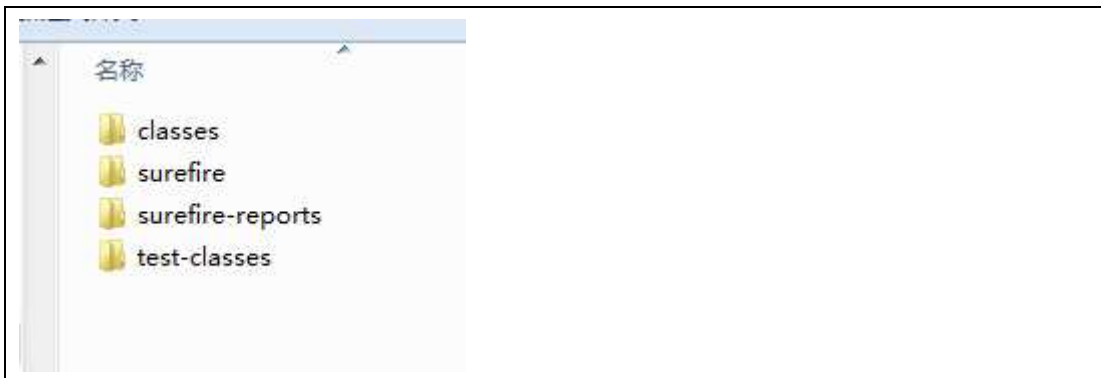 名称
classes
surefire
surefire-reports
test-classes